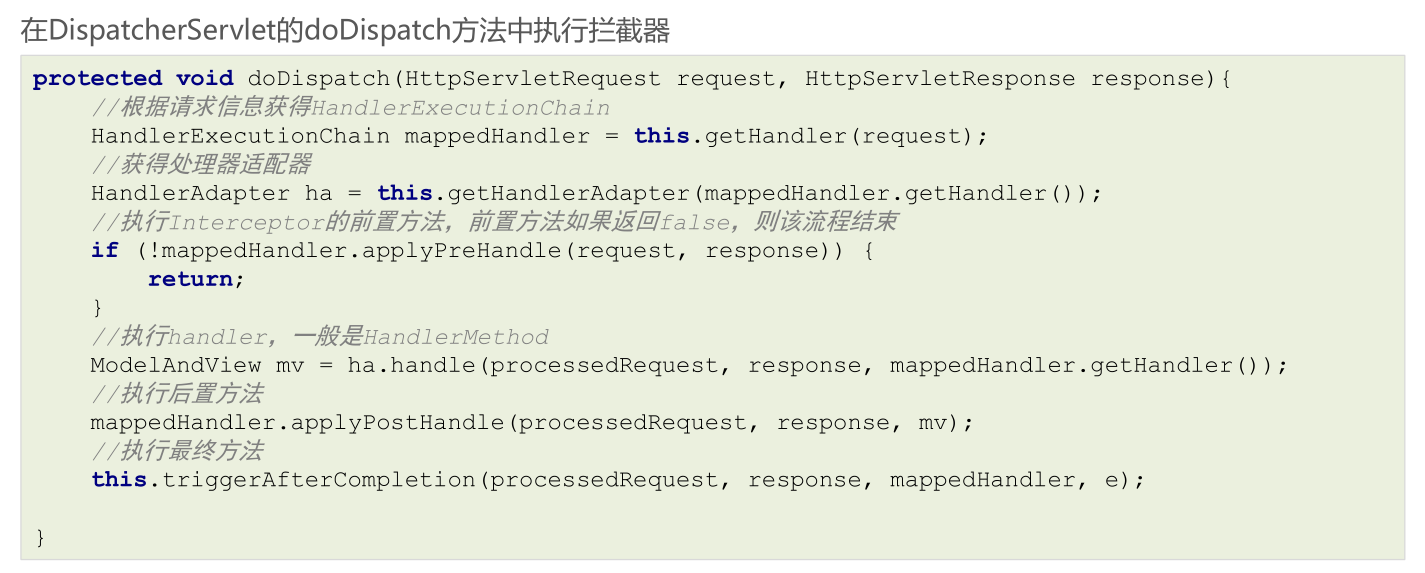 在DispatcherServlet的doDispatch方法中执行拦截器
protected void doDispatch(HttpServletRequest request, HttpServletResponse response){
//根据请求信息获得HandlerExecutionChain
HandlerExecutionChain mappedHandler = this.getHandler(request);
//获得处理器适配器
HandlerAdapter ha = this.getHandlerAdapter(mappedHandler.getHandler());
//执行Interceptor的前置方法，前置方法如果返回false，则该流程结束
if (!mappedHandler.applyPreHandle(request, response)) {
return;
}
//执行handler，一般是HandlerMethod
ModelAndView mv = ha.handle(processedRequest, response, mappedHandler.getHandler());
//执行后置方法
mappedHandler.applyPostHandle(processedRequest, response, mv);
//执行最终方法
this.triggerAfterCompletion(processedRequest, response, mappedHandler, e);
}